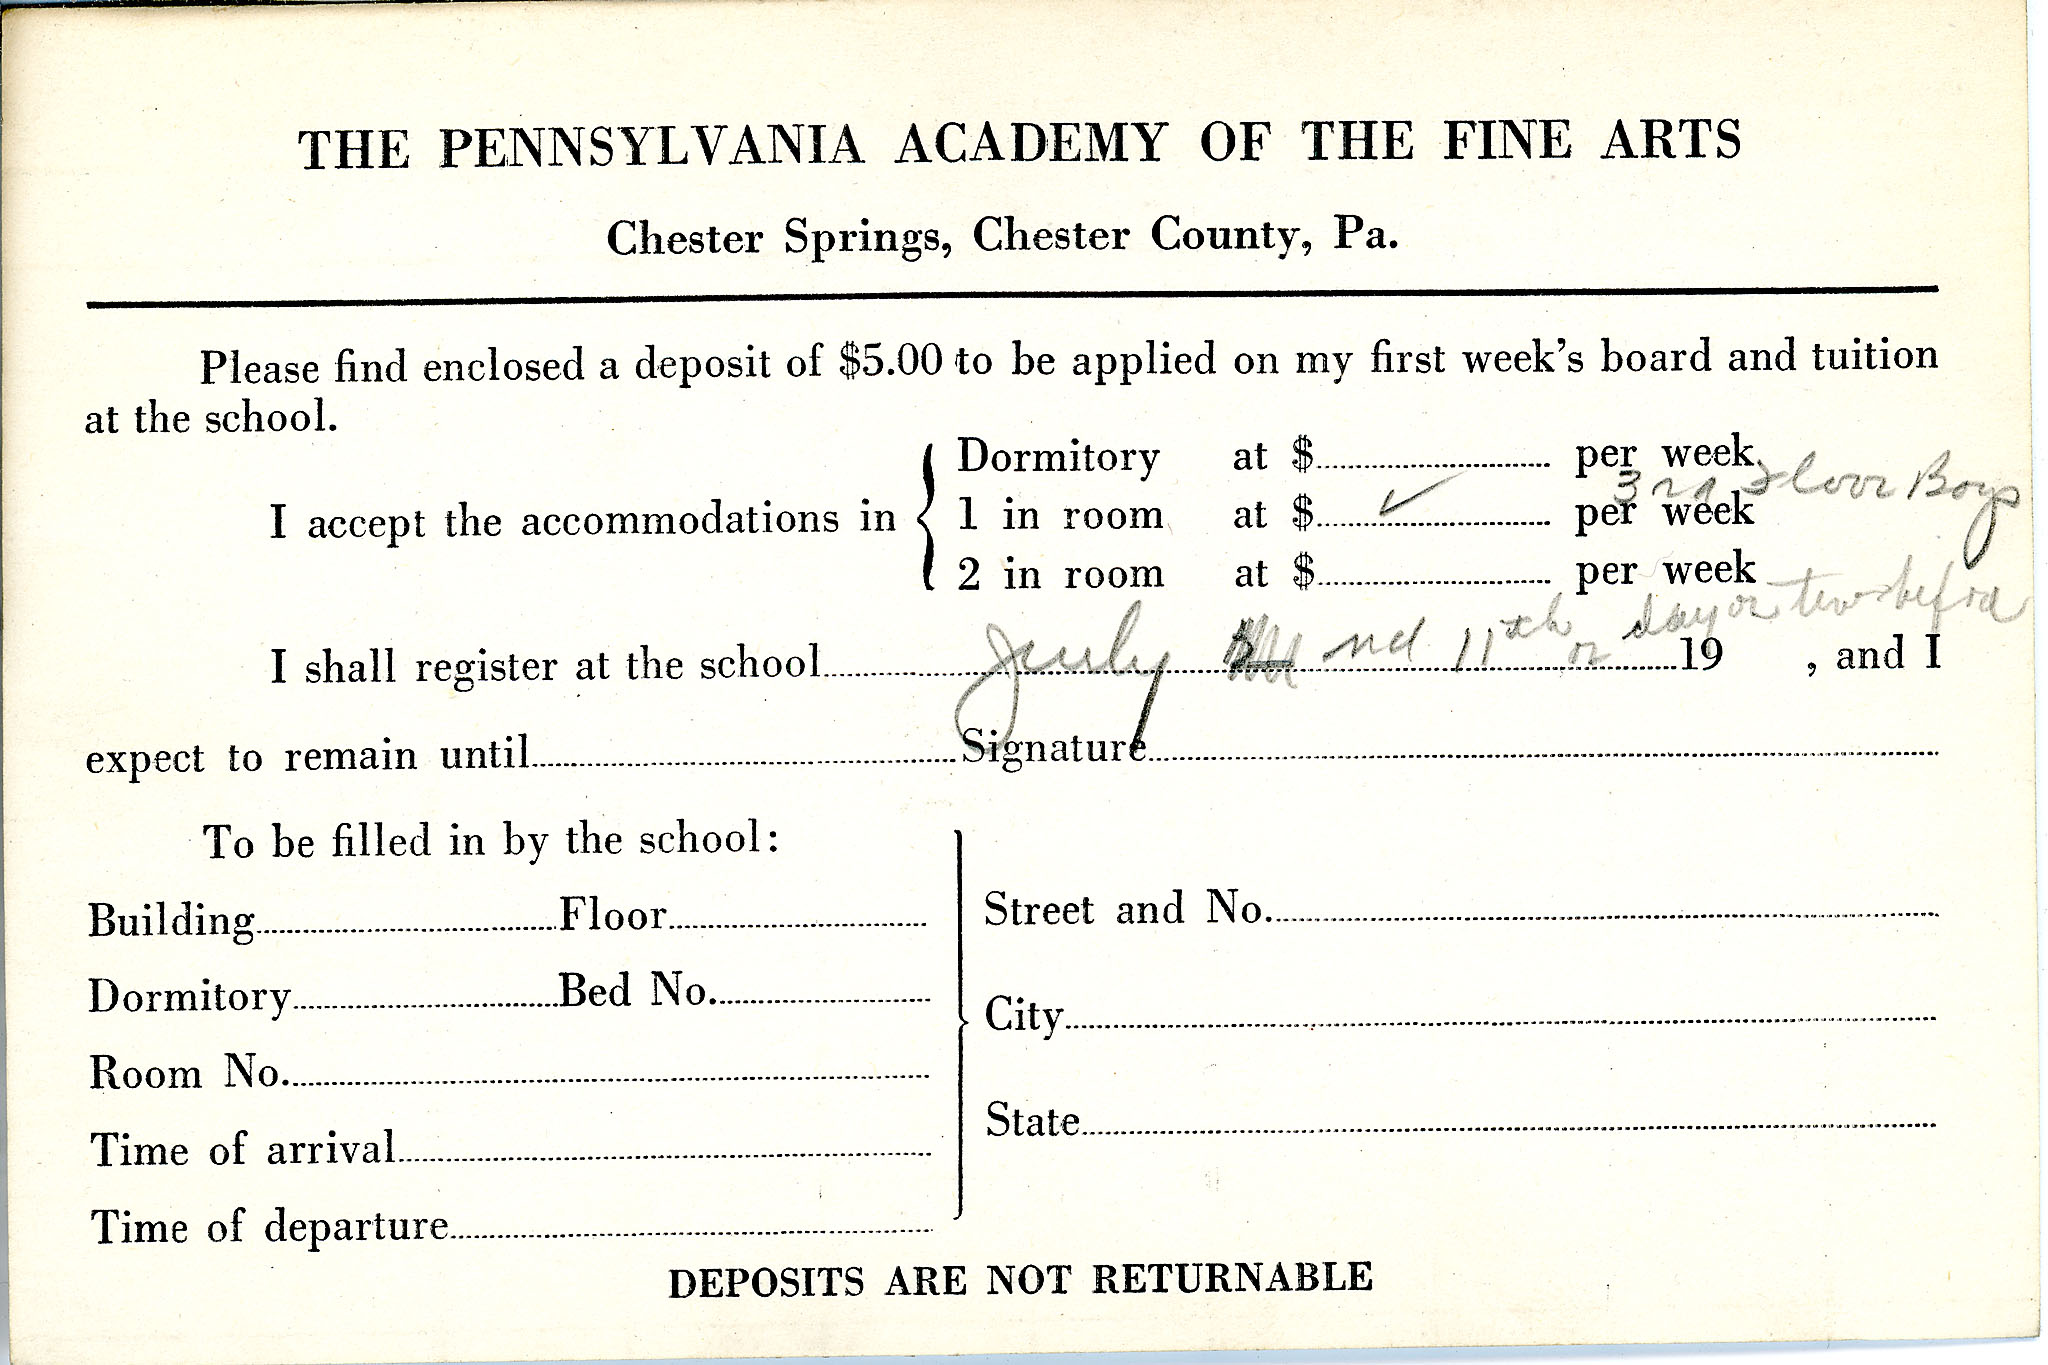 THE PENNSYLVANIA ACADEMY OF THE FINE ARTS
Chester Springs, Chester County, Pa.
Please find enclosed a deposit of $5.00 to be applied on my first week's board and tuition
at the school.
Dormitory at $ per week
3rd Floor Boys
I accept the accommodations in 1 in room at $ ✓ per week
2 in room at $ per week
day or two before
I shall register at the school July nd 11th or 19 , and I
expect to remain until Signature
To be filled in by the school:
Building Floor
Dormitory Bed No.
Room No.
Time of arrival
Time of departure
Street and No.
City
State
DEPOSITS ARE NOT RETURNABLE